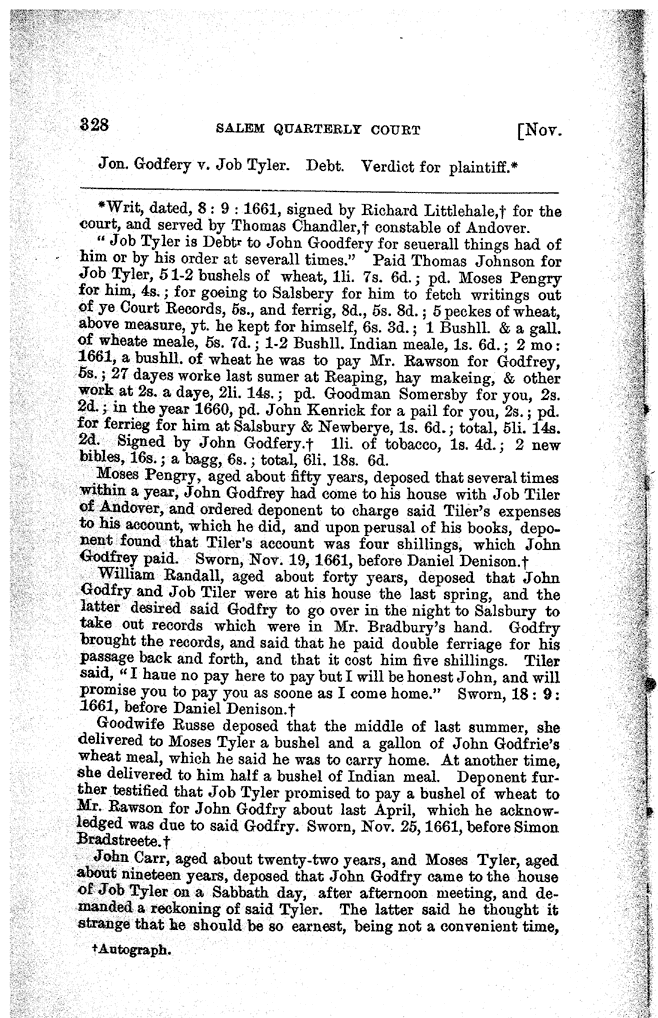 328 SALEM QUARTERLY COURT [Nov.
Jon. Godfery v. Job Tyler. Debt. Verdict for plaintiff.*
*Writ, dated, 8 : 9 : 1661, signed by Richard Littlehale,† for the
court, and served by Thomas Chandler,† constable of Andover.
" Job Tyler is Debtr to John Goodfery for seuerall things had of
him or by his order at severall times." Paid Thomas Johnson for
Job Tyler, 5 1-2 bushels of wheat, 1li. 7s. 6d. ; pd. Moses Pengry
for him, 4s. ; for goeing to Salsbery for him to fetch writings out
of ye Court Records, 5s., and ferrig, 8d., 5s. 8d. ; 5 peckes of wheat,
above measure, yt. he kept for himself, 6s. 3d. ; 1 Bushll. & a gall.
of wheate meale, 5s. 7d. ; 1-2 Bushll. Indian meale, 1s. 6d. ; 2 mo :
1661, a bushll. of wheat he was to pay Mr. Rawson for Godfrey,
5s. ; 27 dayes worke last sumer at Reaping, hay makeing, & other
work at 2s. a daye, 2li. 14s. ; pd. Goodman Somersby for you, 2s.
2d. ; in the year 1660, pd. John Kenrick for a pail for you, 2s. ; pd.
for ferrieg for him at Salsbury & Newberye, 1s. 6d. ; total, 5li. 14s.
2d. Signed by John Godfery.† 1li. of tobacco, 1s. 4d. ; 2 new
bibles, 16s. ; a bagg, 6s. ; total, 6li. 18s. 6d.
Moses Pengry, aged about fifty years, deposed that several times
within a year, John Godfrey had come to his house with Job Tiler
of Andover, and ordered deponent to charge said Tiler's expenses
to his account, which he did, and upon perusal of his books, depo-
nent found that Tiler's account was four shillings, which John
Godfrey paid. Sworn, Nov. 19, 1661, before Daniel Denison.†
William Randall, aged about forty years, deposed that John
Godfry and Job Tiler were at his house the last spring, and the
latter desired said Godfry to go over in the night to Salsbury to
take out records which were in Mr. Bradbury's hand. Godfry
brought the records, and said that he paid double ferriage for his
passage back and forth, and that it cost him five shillings. Tiler
said, "I haue no pay here to pay but I will be honest John, and will
promise you to pay you as soone as I come home." Sworn, 18 : 9 :
1661, before Daniel Denison.†
Goodwife Russe deposed that the middle of last summer, she
delivered to Moses Tyler a bushel and a gallon of John Godfrie's
wheat meal, which he said he was to carry home. At another time,
she delivered to him half a bushel of Indian meal. Deponent fur-
ther testified that Job Tyler promised to pay a bushel of wheat to
Mr. Rawson for John Godfry about last April, which he acknow-
ledged was due to said Godfry. Sworn, Nov. 25, 1661, before Simon
Bradstreete.†
John Carr, aged about twenty-two years, and Moses Tyler, aged
about nineteen years, deposed that John Godfry came to the house
of Job Tyler on a Sabbath day, after afternoon meeting, and de-
manded a reckoning of said Tyler. The latter said he thought it
strange that he should be so earnest, being not a convenient time,
†Autograph.